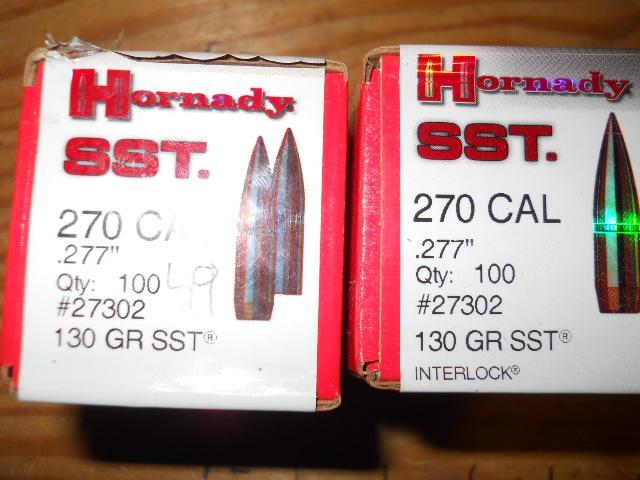 Hornady.
SST.
270 CA
.277"
Qty: 100 49
#27302
130 GR SST®
Hornady
SST.
270 CAL
.277"
Qty: 100
#27302
130 GR SST®
INTERLOCK®